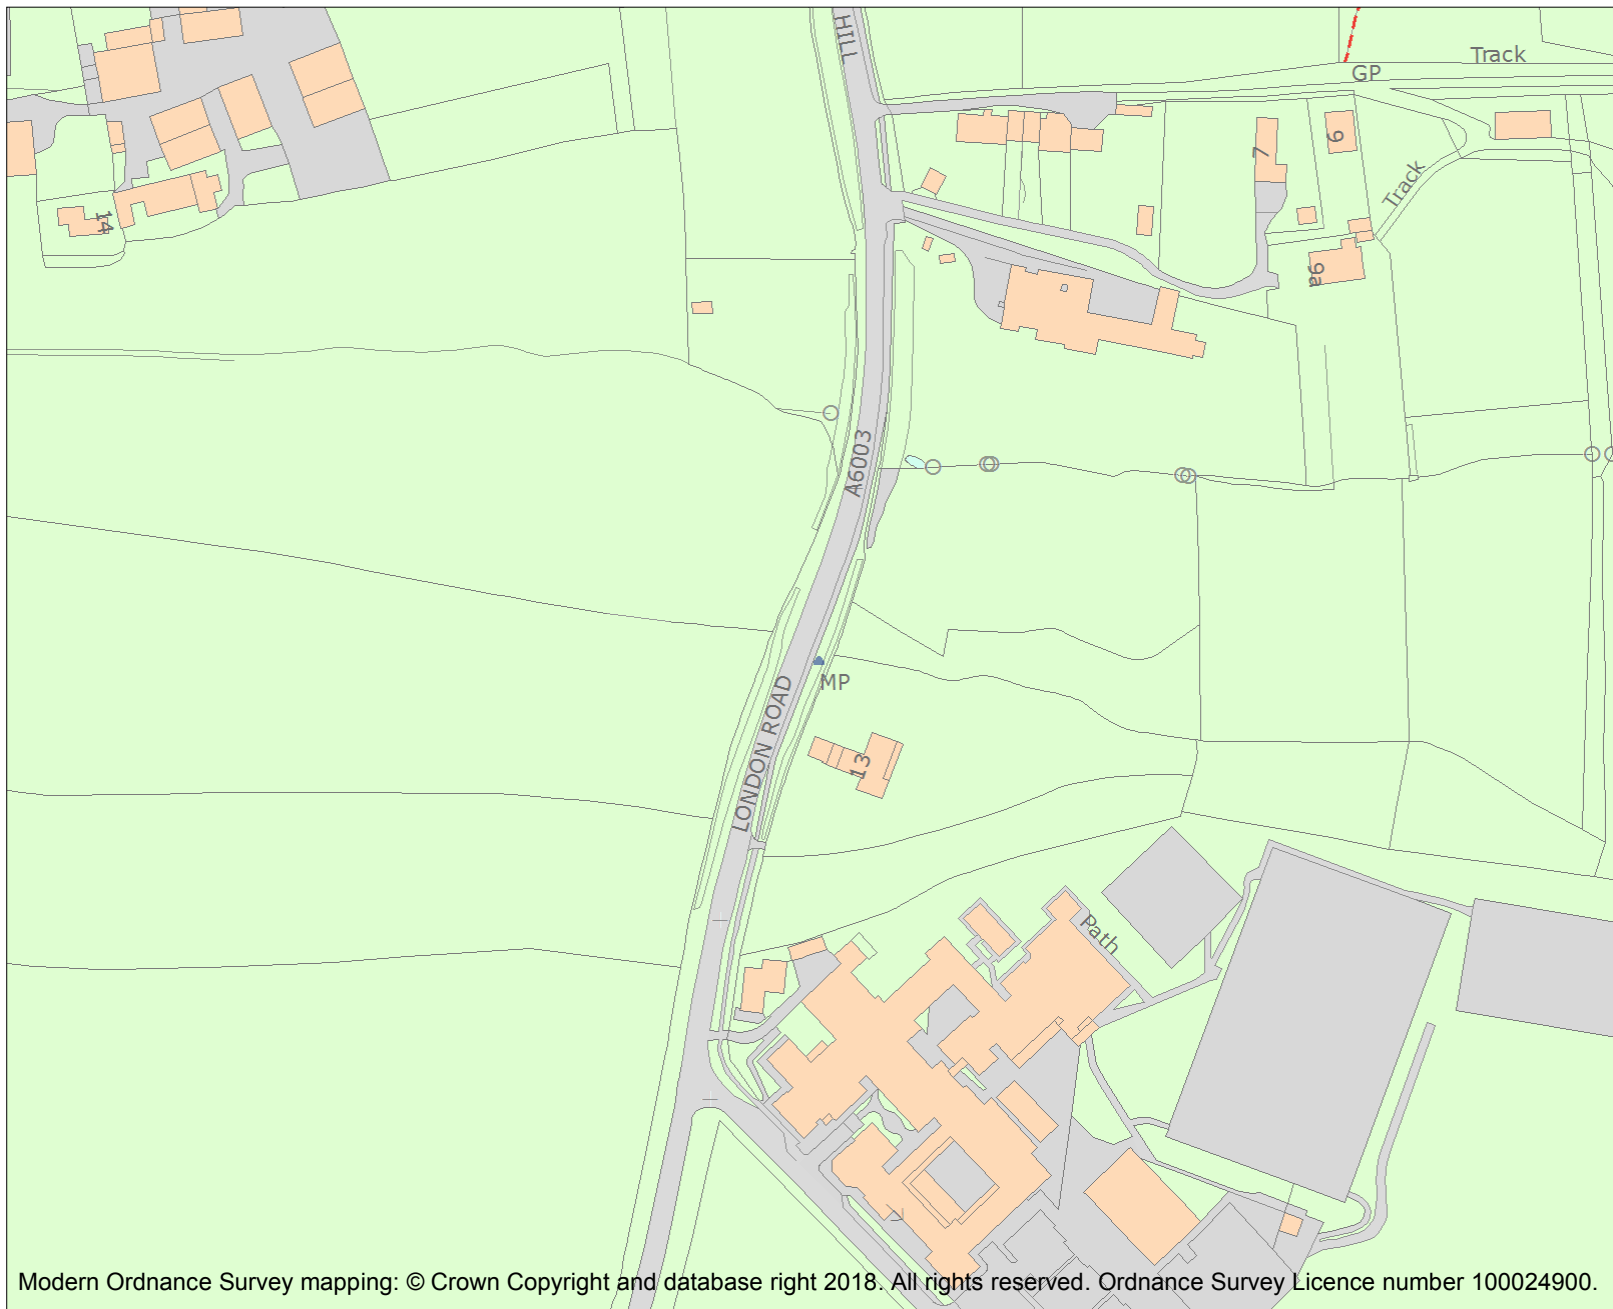 HILL
Track
GP
9
7
Track
14
9a
A6003
MP
LONDON ROAD
13
Path
Modern Ordnance Survey mapping: © Crown Copyright and database right 2018. All rights reserved. Ordnance Survey Licence number 100024900.